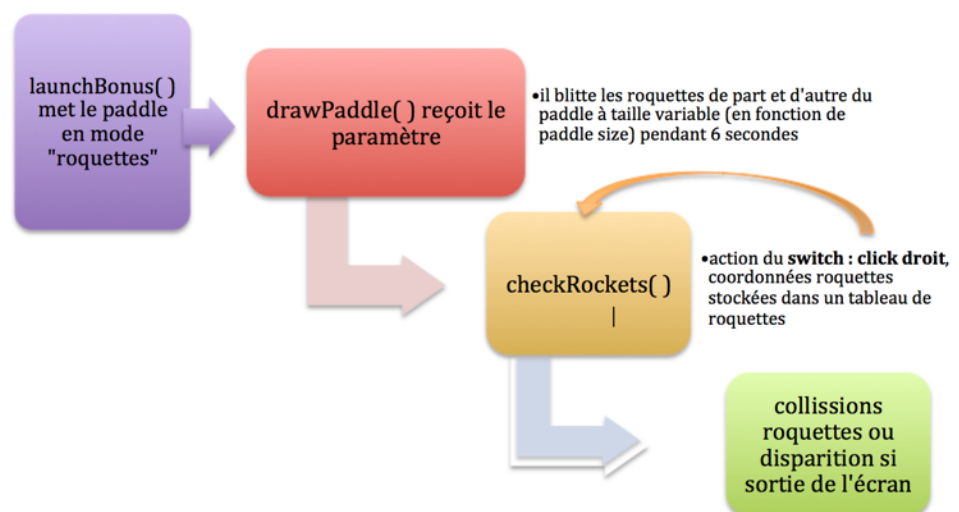 launchBonus( )
met le paddle
en mode
"roquettes"
drawPaddle( ) reçoit le
paramètre
•il blitte les roquettes de part et d'autre du
paddle à taille variable (en fonction de
paddle size) pendant 6 secondes
checkRockets( )
|
•action du switch : click droit,
coordonnées roquettes
stockées dans un tableau de
roquettes
collissions
roquettes ou
disparition si
sortie de l'écran